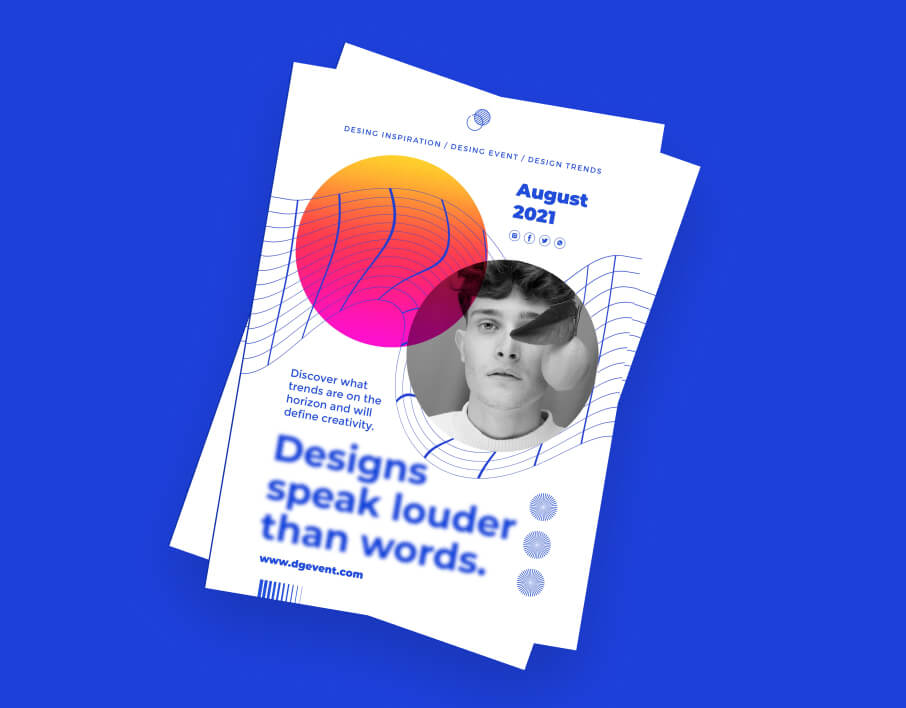 DESING INSPIRATION / DESING EVENT / DESIGN TRENDS
August
2021
Discover what
trends are on the
horizon and will
define creativity.
Designs
speak louder
than words.
www.dgevent.com